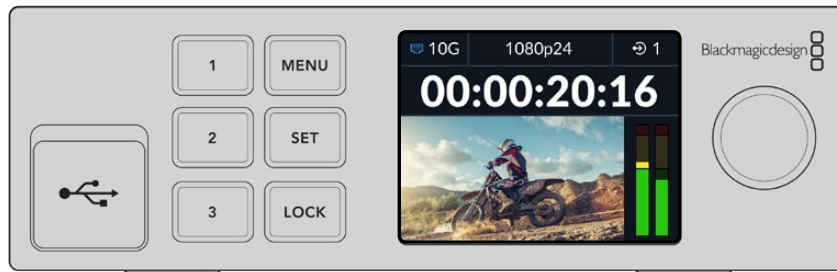 10G 1080p24 1
Blackmagicdesign
00:00:20:16
1 MENU
2 SET
3 LOCK